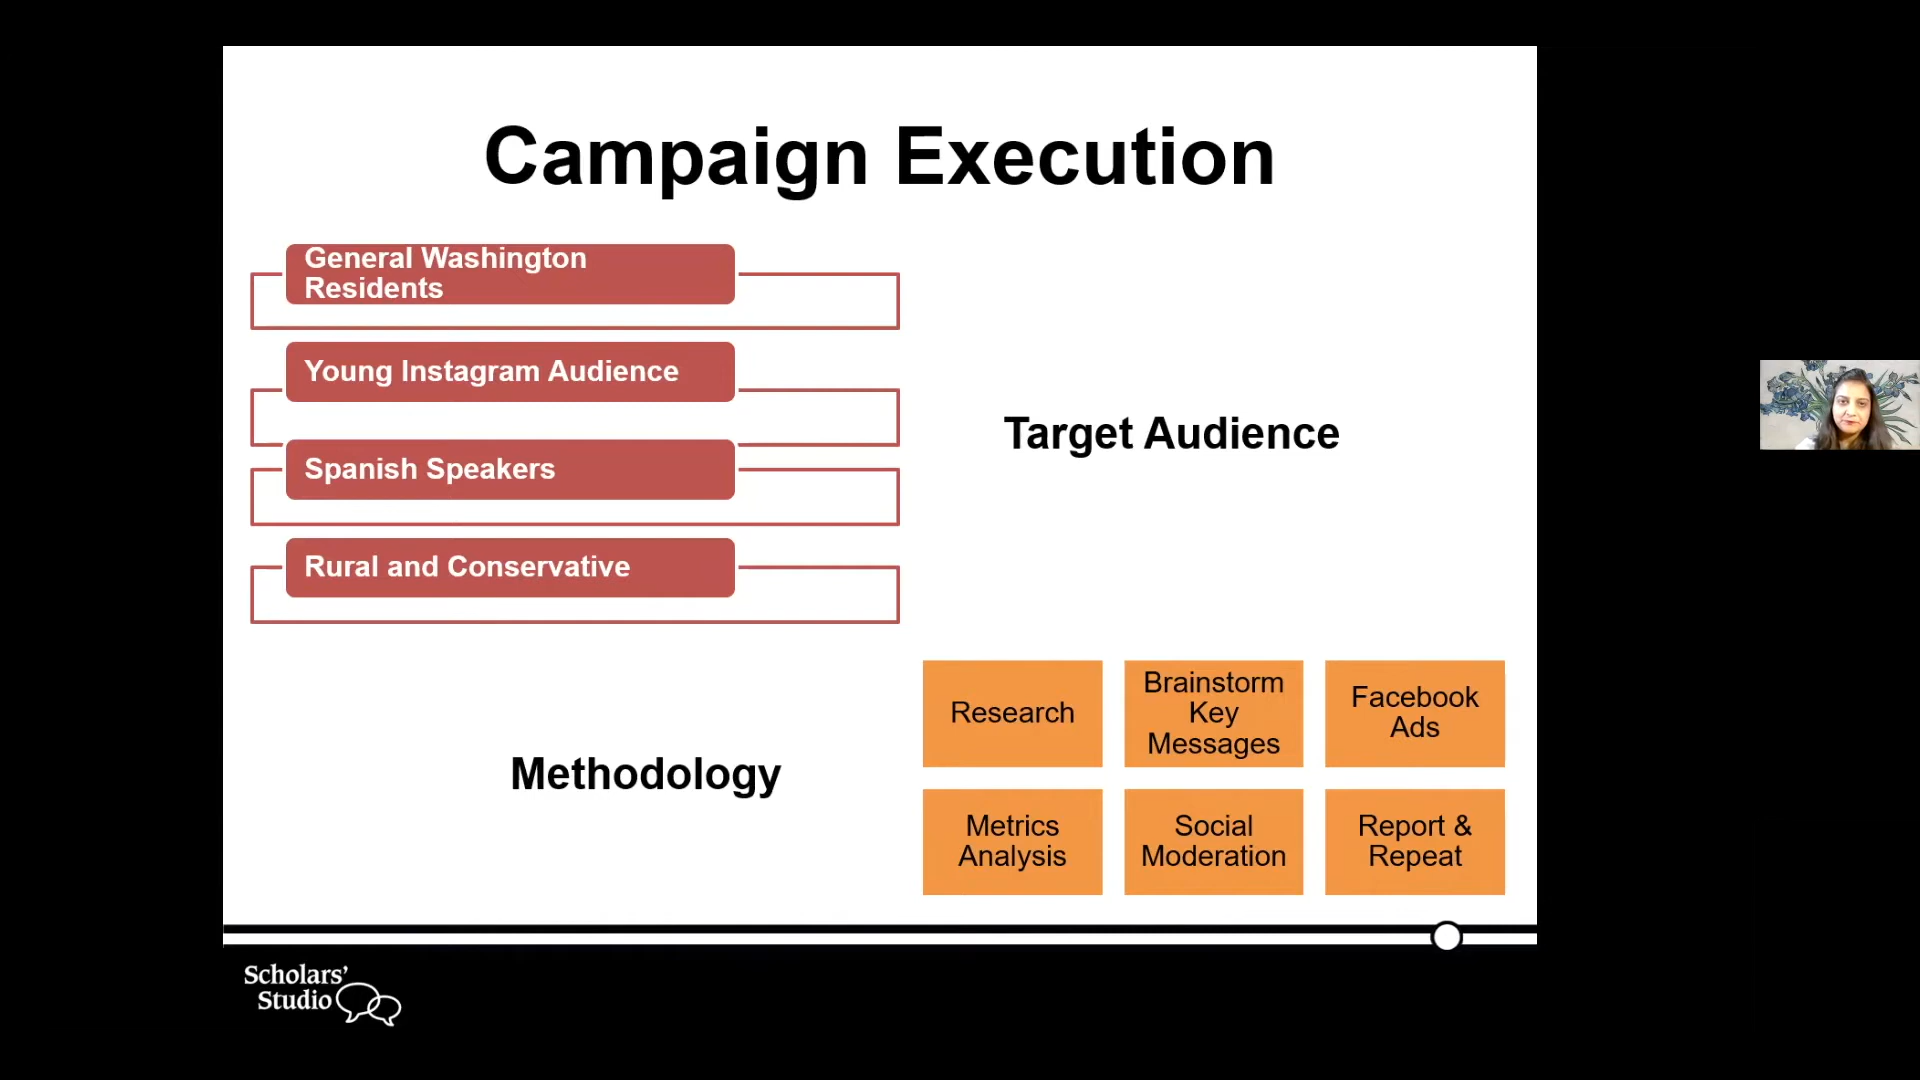 Campaign Execution
General Washington
Residents
Young Instagram Audience
Spanish Speakers
Rural and Conservative
Target Audience
Methodology
Research
Brainstorm
Key
Messages
Facebook
Ads
Metrics
Analysis
Social
Moderation
Report &
Repeat
Scholars’
Studio